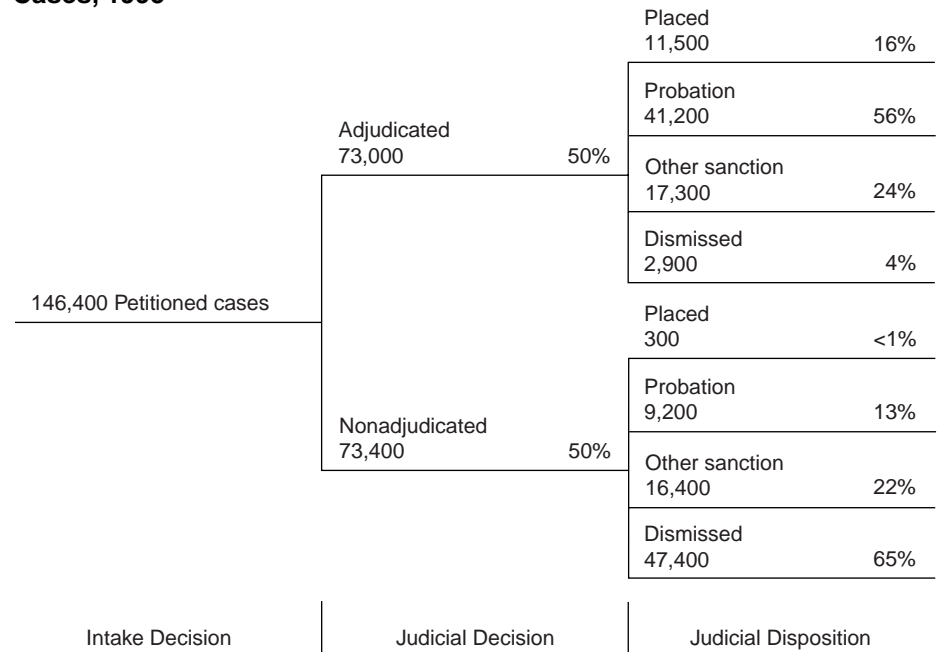 Placed
11,500 16%
Probation
41,200 56%
Adjudicated
73,000 50%
Other sanction
17,300 24%
Dismissed
2,900 4%
146,400 Petitioned cases
Placed
300 <1%
Probation
9,200 13%
Nonadjudicated
73,400 50%
Other sanction
16,400 22%
Dismissed
47,400 65%
Intake Decision Judicial Decision Judicial Disposition